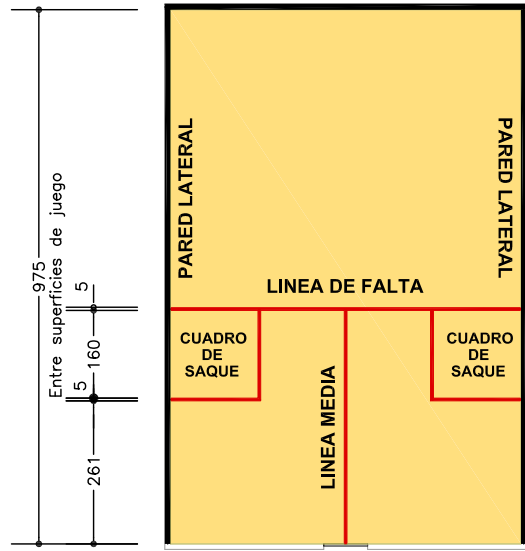 975
Entre superficies de juego
5
160
5
261
PARED LATERAL
PARED LATERAL
LINEA DE FALTA
CUADRO
DE
SAQUE
CUADRO
DE
SAQUE
LINEA MEDIA